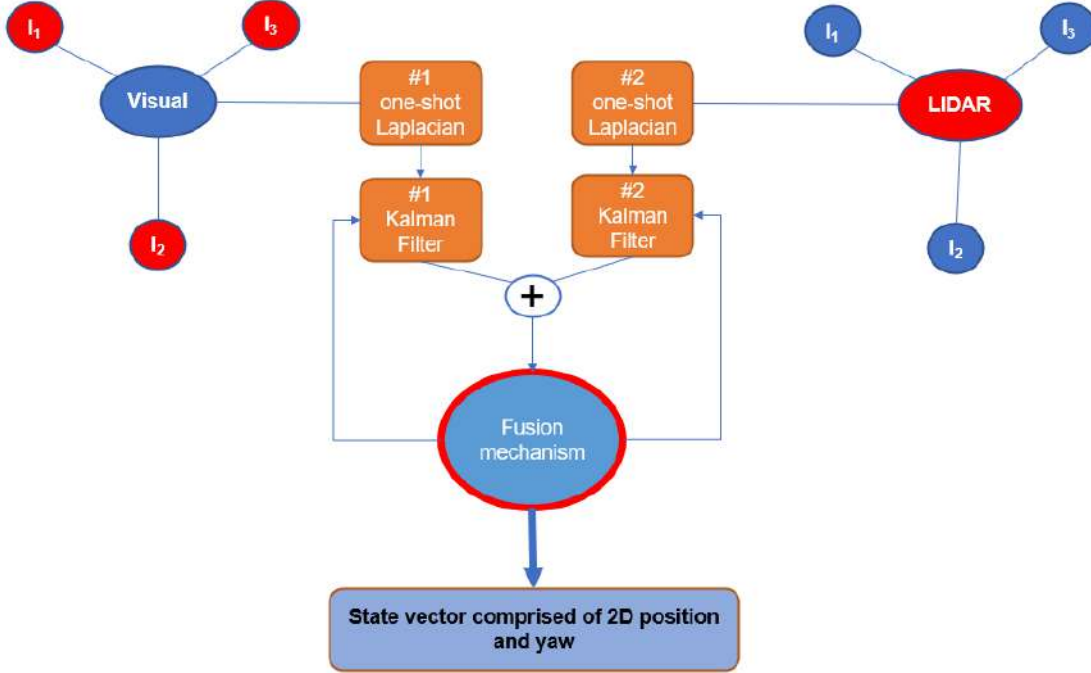 I1
I3
Visual
I2
#1
one-shot
Laplacian
#2
one-shot
Laplacian
I1
I3
LIDAR
I2
#1
Kalman
Filter
#2
Kalman
Filter
+
Fusion
mechanism
State vector comprised of 2D position
and yaw